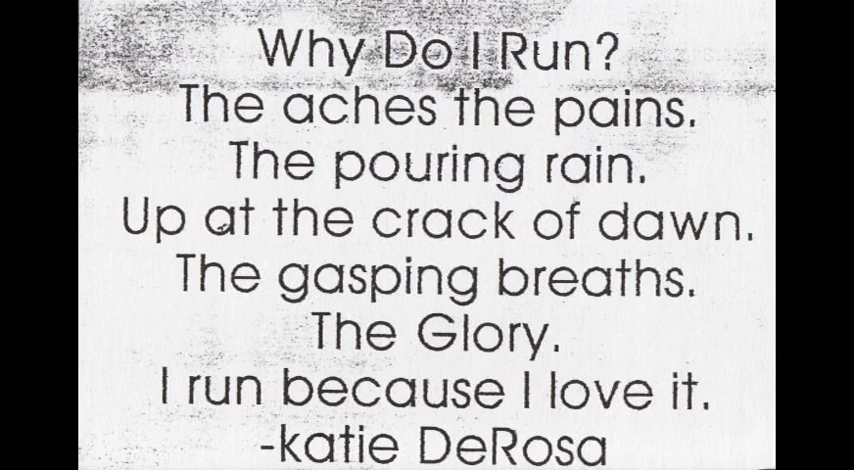 Why Do I Run?
The aches the pains.
The pouring rain.
Up at the crack of dawn.
The gasping breaths.
The Glory.
I run because I love it.
-katie DeRosa